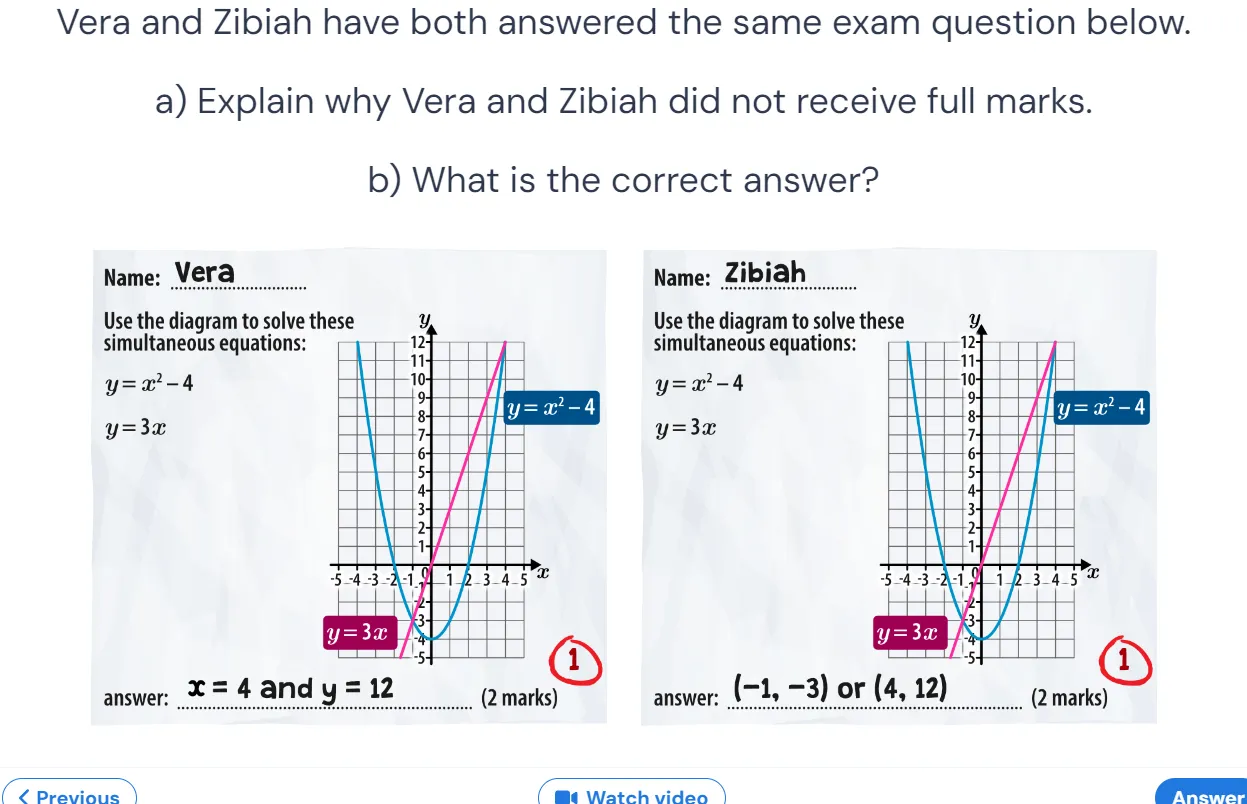 Vera and Zibiah have both answered the same exam question below.
a) Explain why Vera and Zibiah did not receive full marks.
b) What is the correct answer?
Name: Vera
Use the diagram to solve these
simultaneous equations:
y = x² – 4
y = 3x
y
12
11
10
9
8
7
6
5
4
3
2
1
-5 -4 -3 -2 -1 0 1 2 3 4 5 x
-1
-2
-3
-4
-5
y = x² – 4
y = 3x
1
answer: x = 4 and y = 12 (2 marks)
Name: Zibiah
Use the diagram to solve these
simultaneous equations:
y = x² – 4
y = 3x
y
12
11
10
9
8
7
6
5
4
3
2
1
-5 -4 -3 -2 -1 0 1 2 3 4 5 x
-1
-2
-3
-4
-5
y = x² – 4
y = 3x
1
answer: (−1, −3) or (4, 12) (2 marks)
Previous
Watch video
Answer